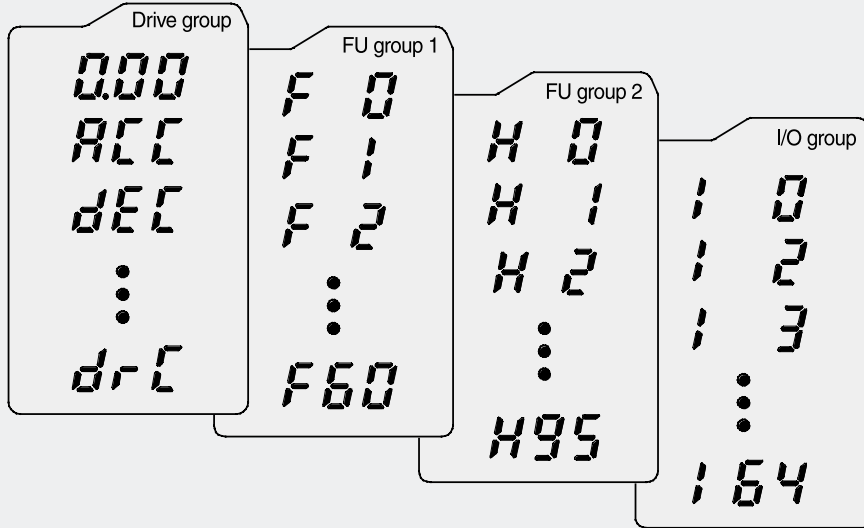 Drive group
0.00
ACC
dEC
drC
FU group 1
F 0
F 1
F 2
F60
FU group 2
H 0
H 1
H 2
H95
I/O group
I 0
I 2
I 3
I 64